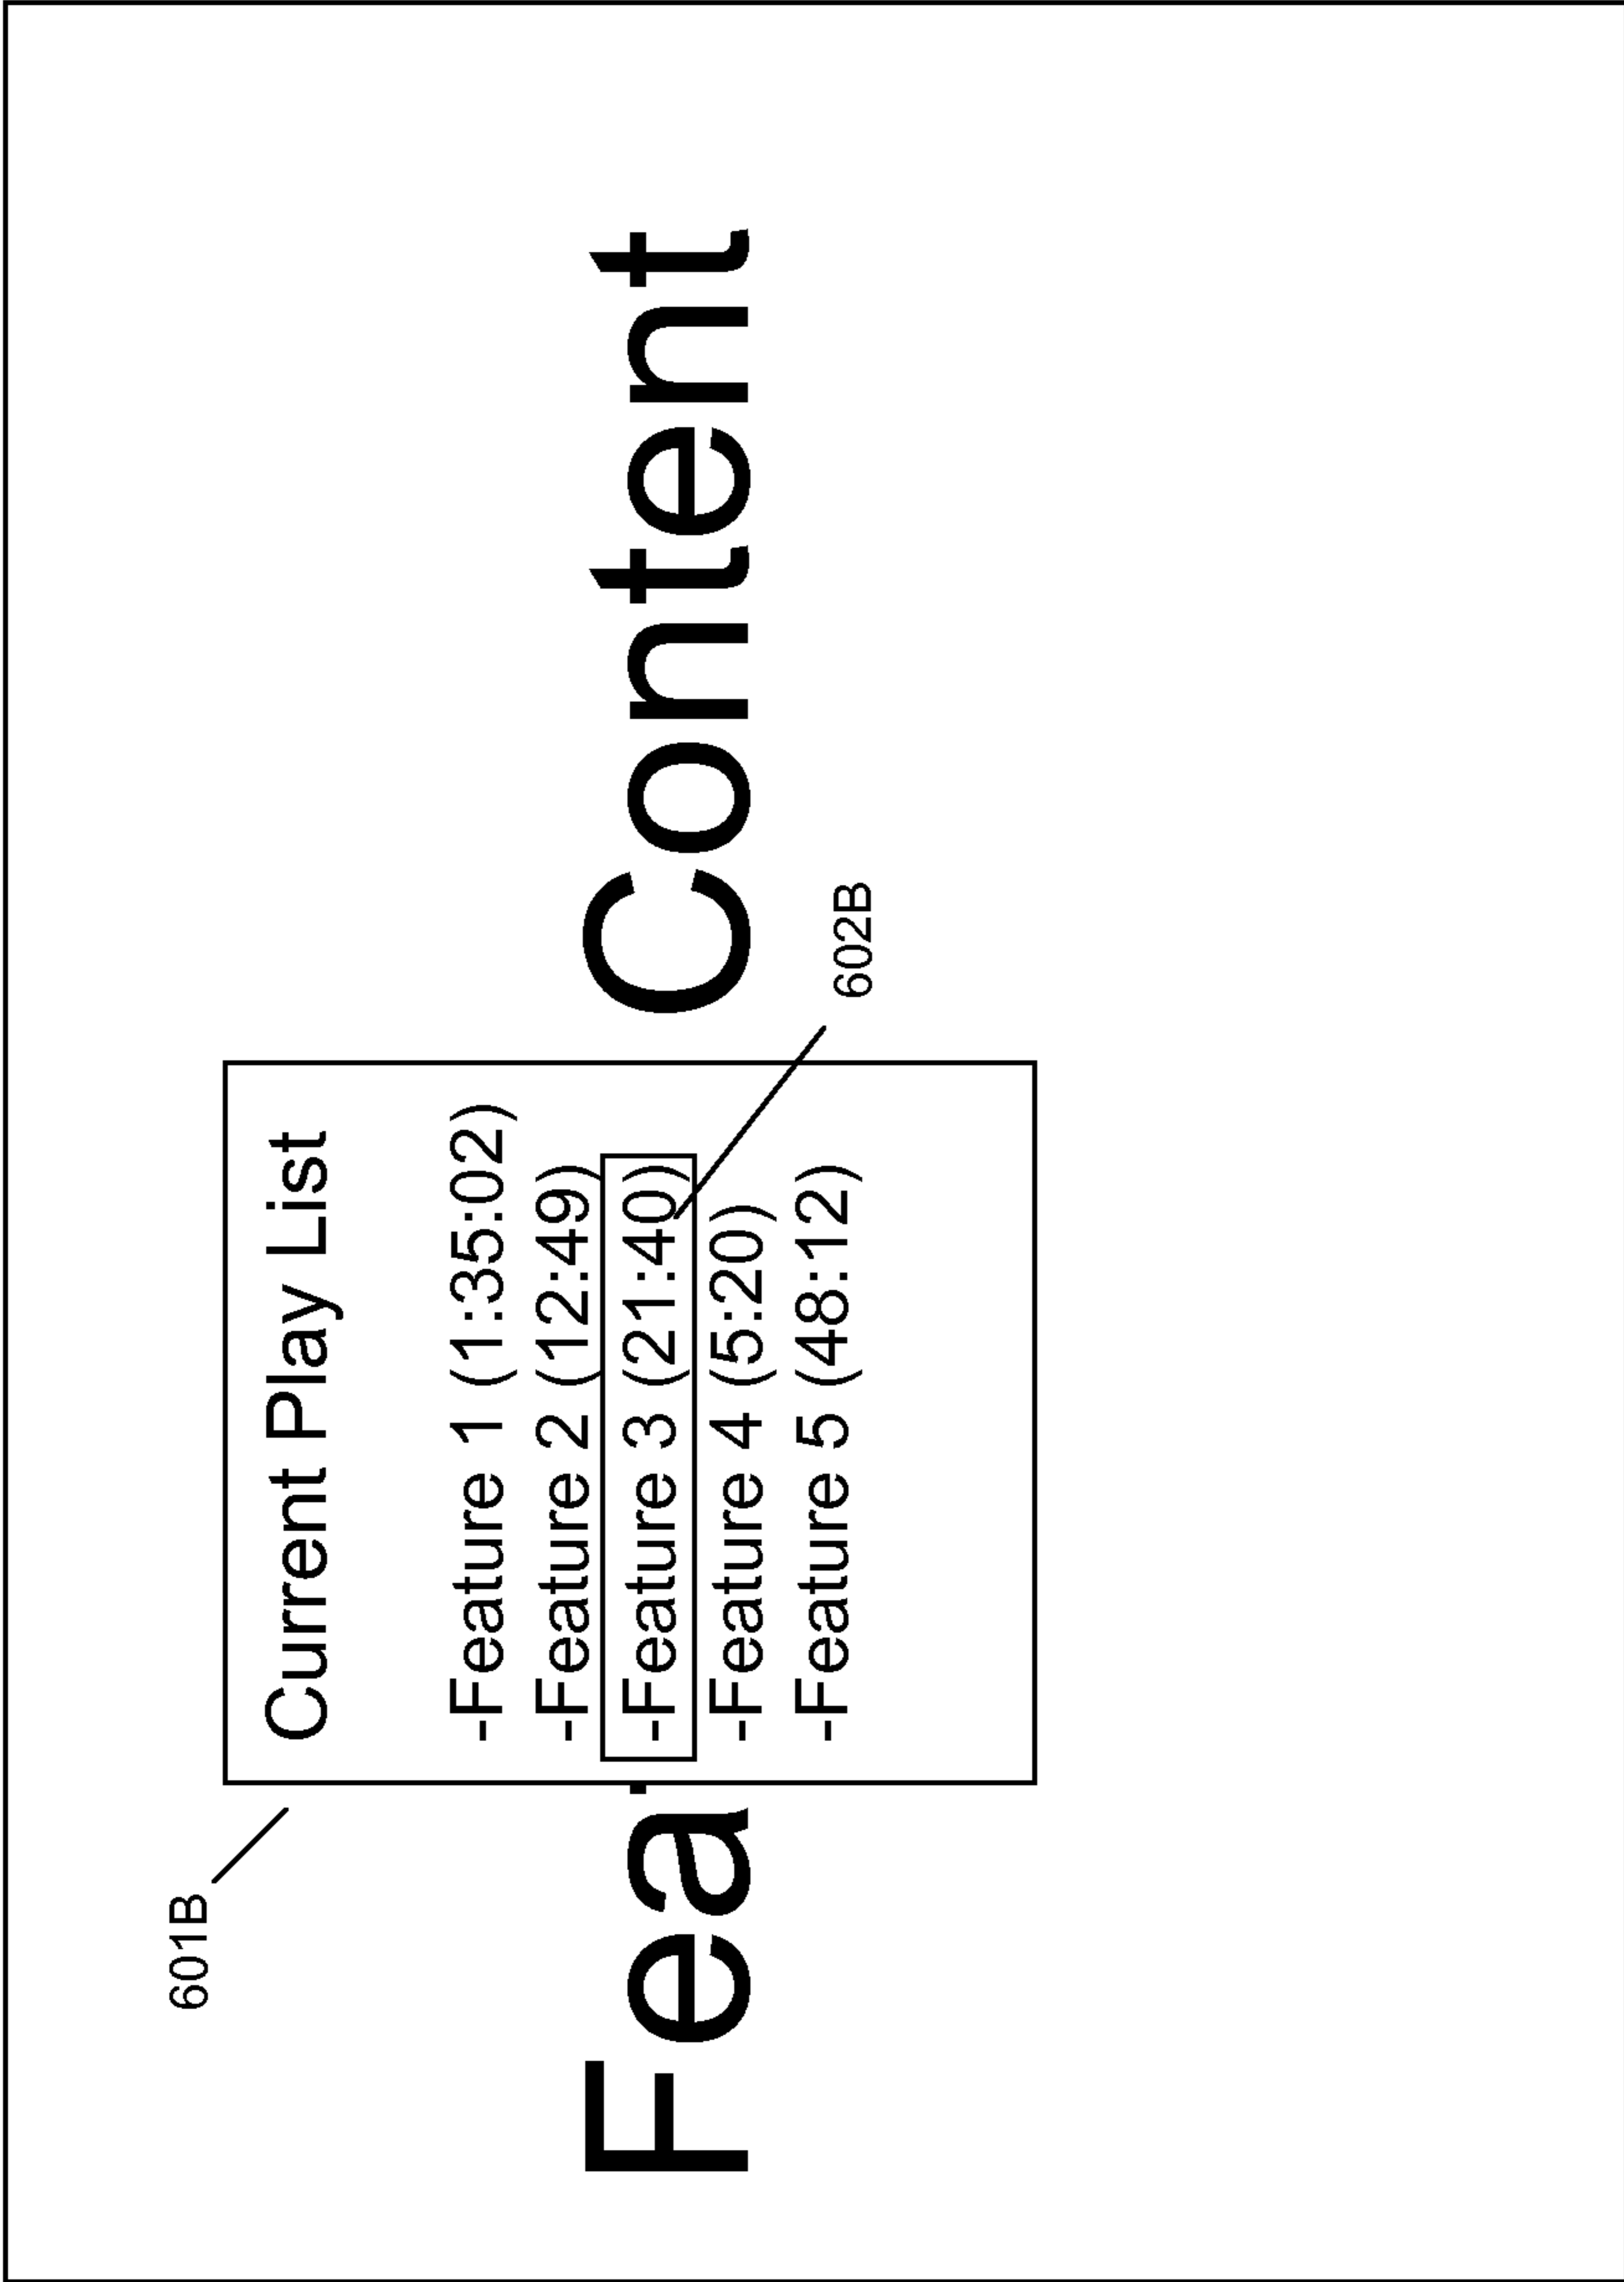 601B
Current Play List
-Feature 1 (1:35:02)
-Feature 2 (12:49)
-Feature 3 (21:40)
-Feature 4 (5:20)
-Feature 5 (48:12)
Fea Content
602B